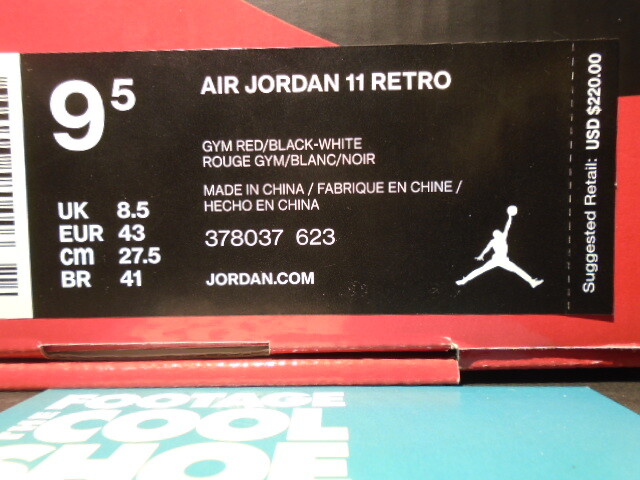 9⁵
AIR JORDAN 11 RETRO
GYM RED/BLACK-WHITE
ROUGE GYM/BLANC/NOIR
MADE IN CHINA / FABRIQUE EN CHINE /
HECHO EN CHINA
UK 8.5
EUR 43
cm 27.5
BR 41
378037 623
JORDAN.COM
Suggested Retail: USD $220.00
FOOTAGE
COOL
SHOE